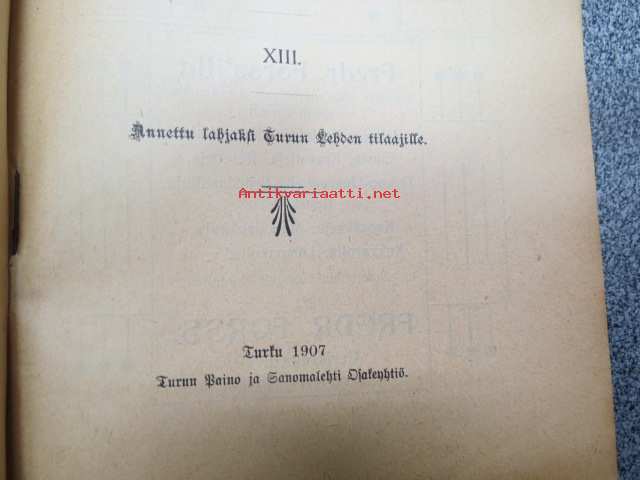 XIII.
Annettu lahjaksi Turun Lehden tilaajille.
Antikvariaatti.net
Turku 1907
Turun Paino ja Sanomalehti Osakeyhtiö.